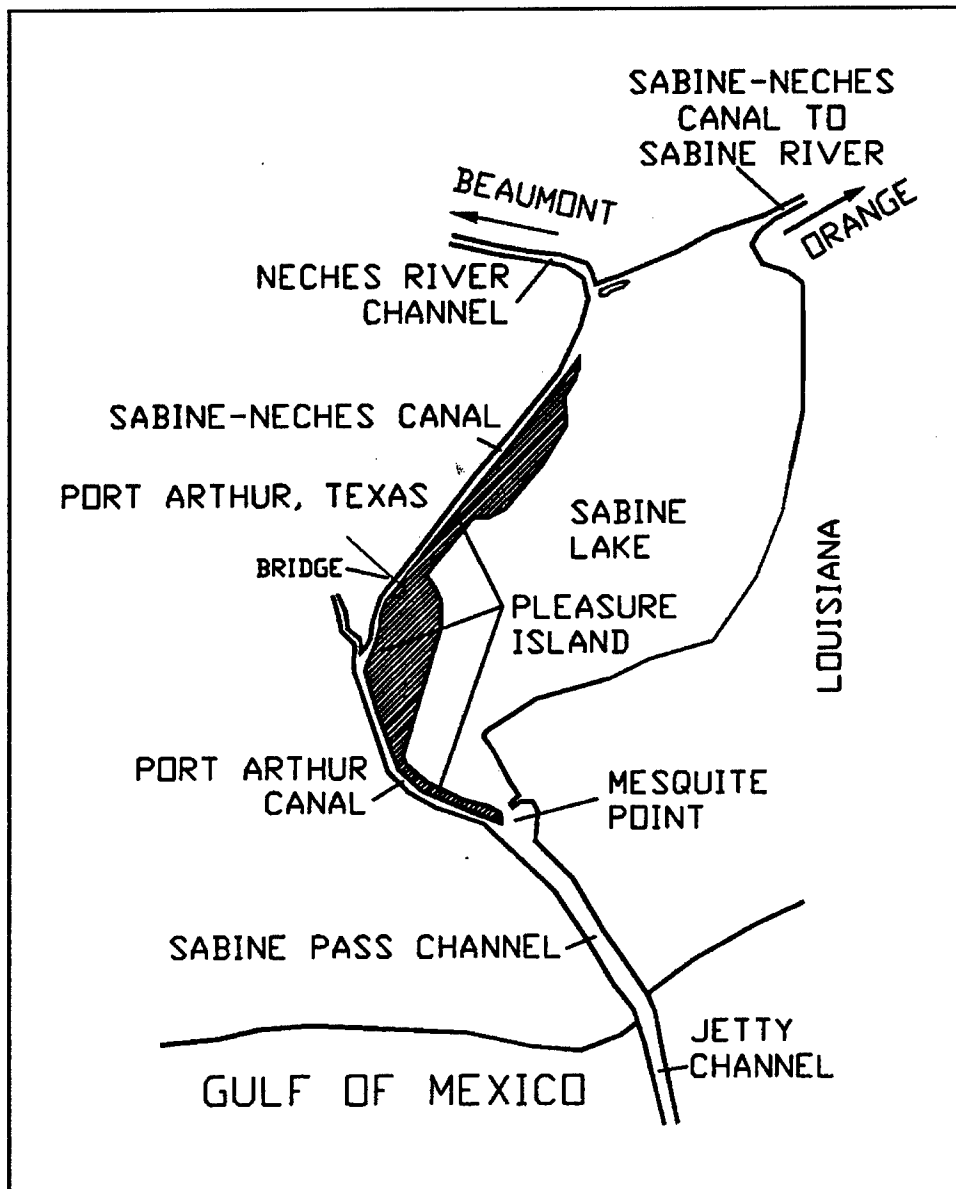 SABINE-NECHES
CANAL TO
SABINE RIVER
BEAUMONT
ORANGE
NECHES RIVER
CHANNEL
SABINE-NECHES CANAL
PORT ARTHUR, TEXAS
SABINE
LAKE
BRIDGE
PLEASURE
ISLAND
LOUISIANA
PORT ARTHUR
CANAL
MESQUITE
POINT
SABINE PASS CHANNEL
JETTY
CHANNEL
GULF OF MEXICO